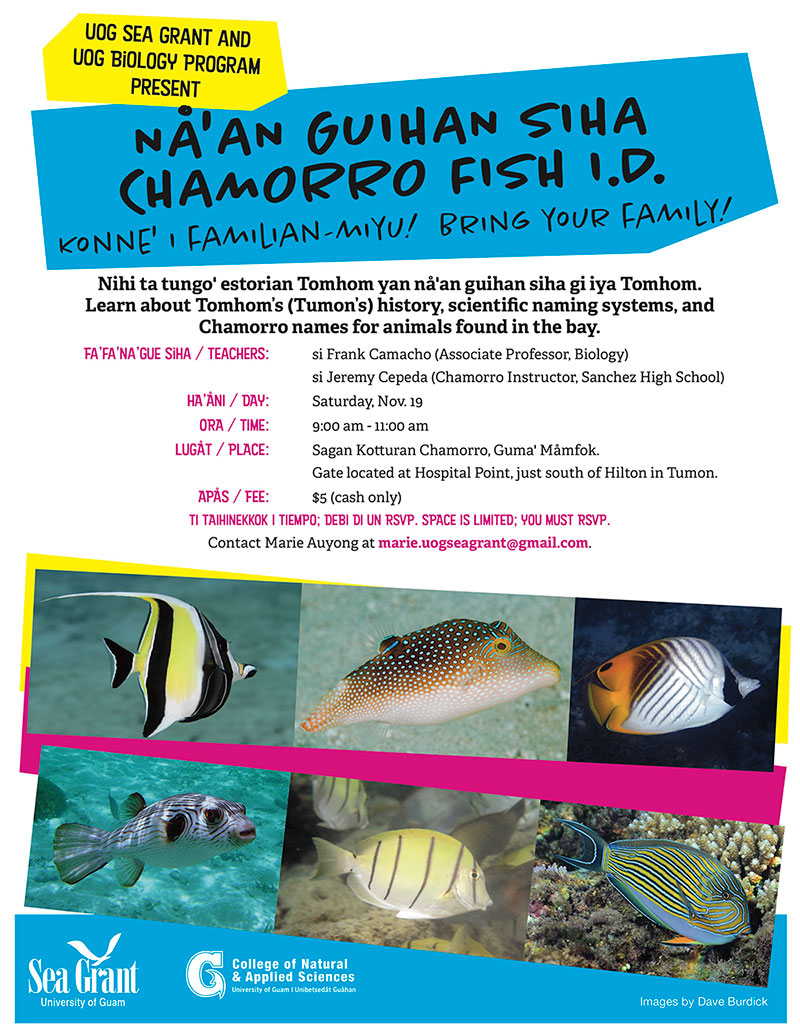 UOG SEA GRANT AND
UOG BIOLOGY PROGRAM
PRESENT
NÅ'AN GUIHAN SIHA
CHAMORRO FISH I.D.
KONNE' I FAMILIAN-MIYU! BRING YOUR FAMILY!
Nihi ta tungo' estorian Tomhom yan nå'an guihan siha gi iya Tomhom.
Learn about Tomhom's (Tumon's) history, scientific naming systems, and
Chamorro names for animals found in the bay.
FA'FA'NA'GUE SIHA / TEACHERS: si Frank Camacho (Associate Professor, Biology)
si Jeremy Cepeda (Chamorro Instructor, Sanchez High School)
HA'ÅNI / DAY: Saturday, Nov. 19
ORA / TIME: 9:00 am - 11:00 am
LUGÅT / PLACE: Sagan Kotturan Chamorro, Guma' Måmfok.
Gate located at Hospital Point, just south of Hilton in Tumon.
APÅS / FEE: $5 (cash only)
TI TAIHINEKKOK I TIEMPO; DEBI DI UN RSVP. SPACE IS LIMITED; YOU MUST RSVP.
Contact Marie Auyong at marie.uogseagrant@gmail.com.
Sea Grant
University of Guam
G
College of Natural
& Applied Sciences
University of Guam | Unibetsedåt Guåhan
Images by Dave Burdick